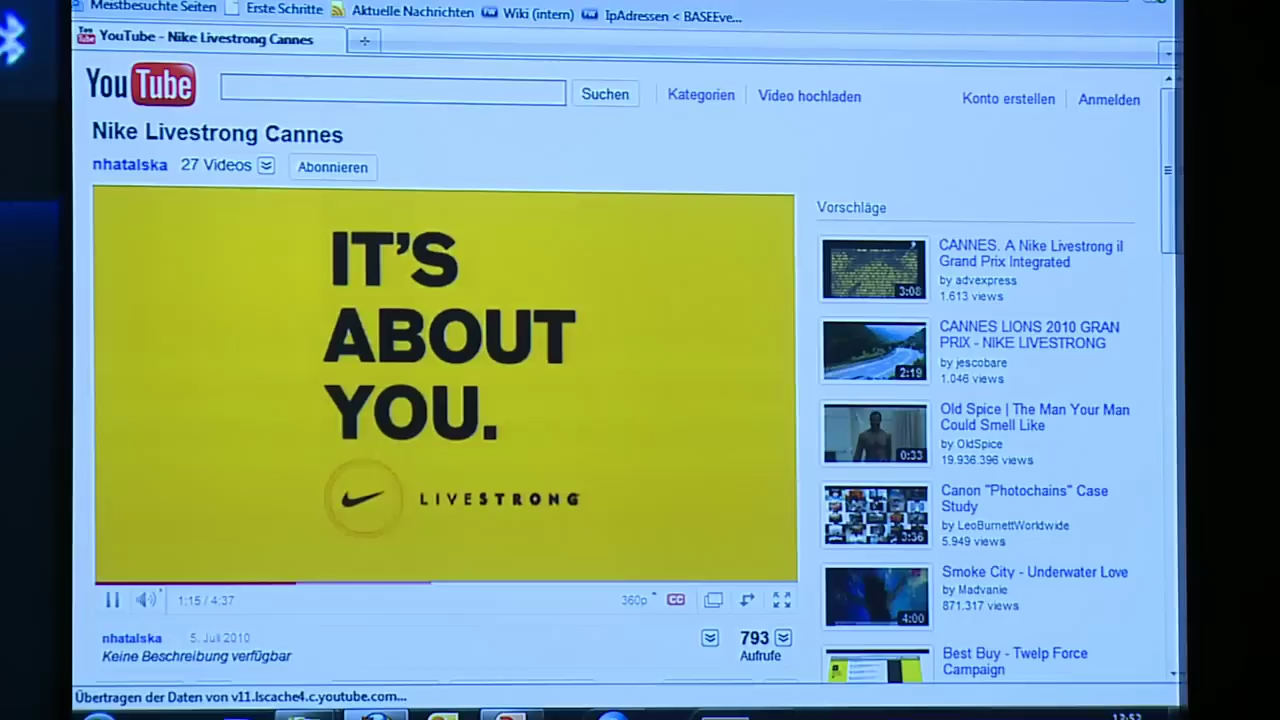 Meistbesuchte Seiten Erste Schritte Aktuelle Nachrichten Wiki (intern) IpAdressen < BASEEve...
YouTube - Nike Livestrong Cannes
YouTube Suchen Kategorien Video hochladen Konto erstellen Anmelden
Nike Livestrong Cannes
nhatalska 27 Videos Abonnieren
IT'S
ABOUT
YOU.
LIVESTRONG
1:15 / 4:37 360p CC
nhatalska 5. Juli 2010 793
Keine Beschreibung verfügbar Aufrufe
Vorschläge
CANNES. A Nike Livestrong il
Grand Prix Integrated
by advexpress
3:08 1.613 views
CANNES LIONS 2010 GRAN
PRIX - NIKE LIVESTRONG
by jescobare
2:19 1.046 views
Old Spice | The Man Your Man
Could Smell Like
by OldSpice
0:33 19.936.396 views
Canon "Photochains" Case
Study
by LeoBurnettWorldwide
3:36 5.949 views
Smoke City - Underwater Love
by Madvanie
871.317 views
4:00
Best Buy - Twelp Force
Campaign
Übertragen der Daten von v11.lscache4.c.youtube.com...